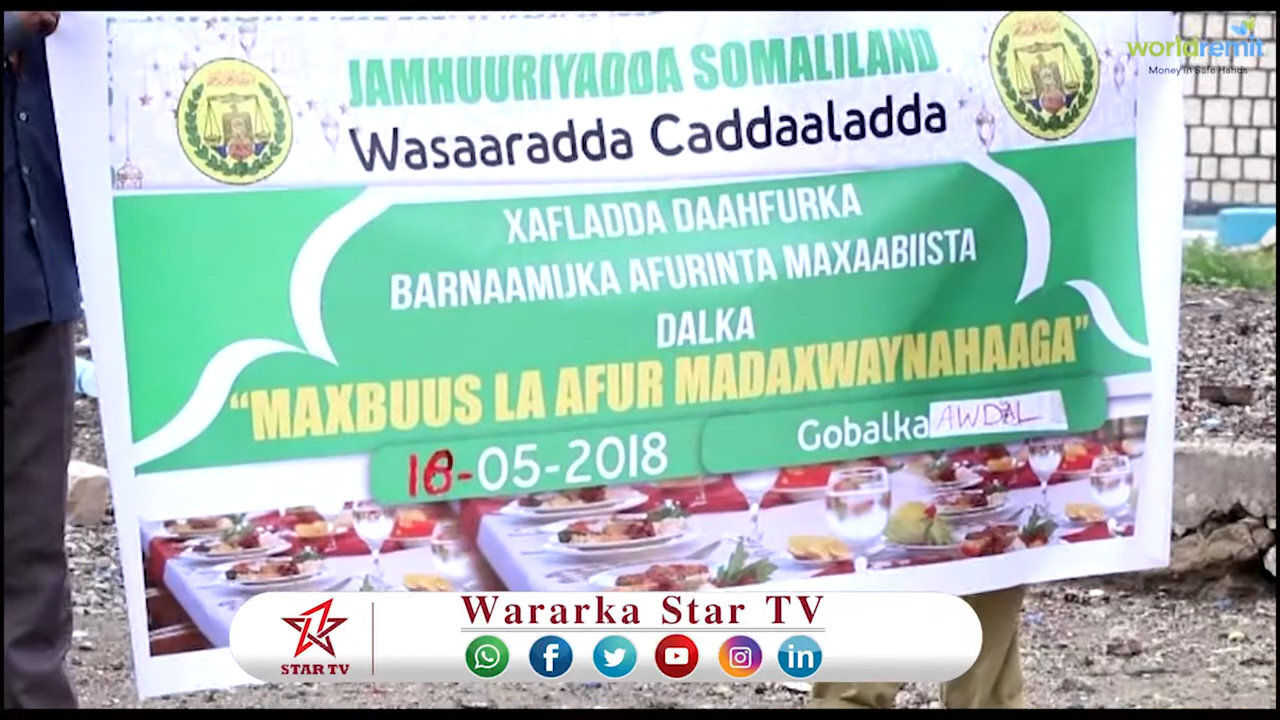 worldremit
Money in Safe Hands
JAMHUURIYADDA SOMALILAND
Wasaaradda Caddaaladda
XAFLADDA DAAHFURKA
BARNAAMIJKA AFURINTA MAXAABIISTA
DALKA
"MAXBUUS LA AFUR MADAXWAYNAHAAGA"
18-05-2018
Gobalka AWDAL
Wararka Star TV
STAR TV